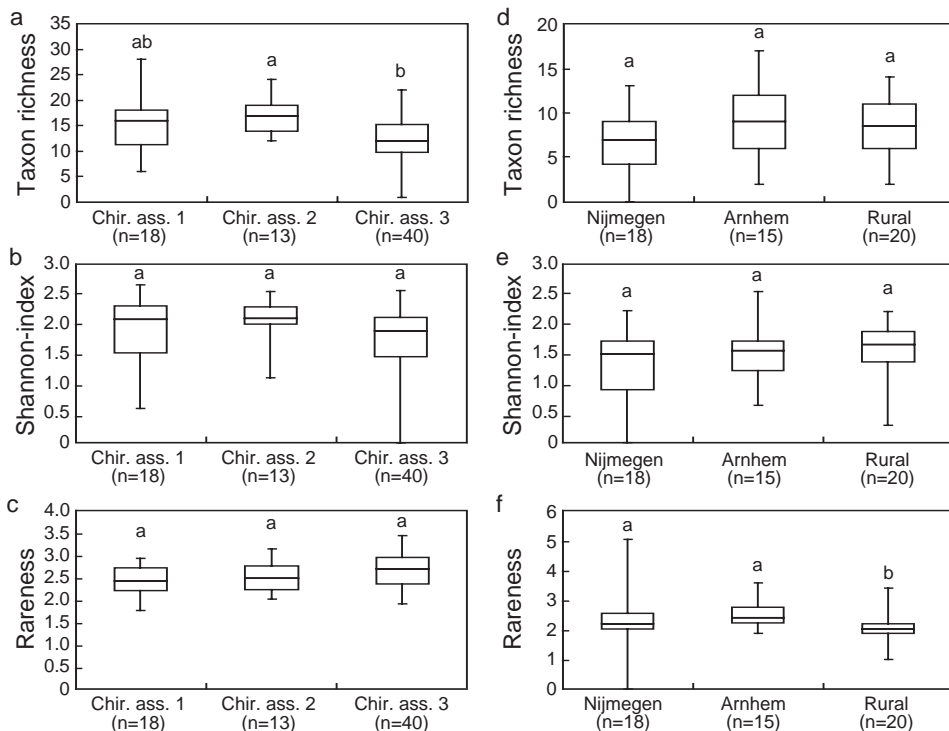 a
Taxon richness
35
30
25
20
15
10
5
0
ab
a
b
Chir. ass. 1
(n=18)
Chir. ass. 2
(n=13)
Chir. ass. 3
(n=40)
d
Taxon richness
20
15
10
5
0
a
a
a
Nijmegen
(n=18)
Arnhem
(n=15)
Rural
(n=20)
b
Shannon-index
3.0
2.5
2.0
1.5
1.0
0.5
0
a
a
a
Chir. ass. 1
(n=18)
Chir. ass. 2
(n=13)
Chir. ass. 3
(n=40)
e
Shannon-index
3.0
2.5
2.0
1.5
1.0
0.5
0
a
a
a
Nijmegen
(n=18)
Arnhem
(n=15)
Rural
(n=20)
c
Rareness
4.0
3.5
3.0
2.5
2.0
1.5
1.0
0.5
0
a
a
a
Chir. ass. 1
(n=18)
Chir. ass. 2
(n=13)
Chir. ass. 3
(n=40)
f
Rareness
6
5
4
3
2
1
0
a
a
b
Nijmegen
(n=18)
Arnhem
(n=15)
Rural
(n=20)